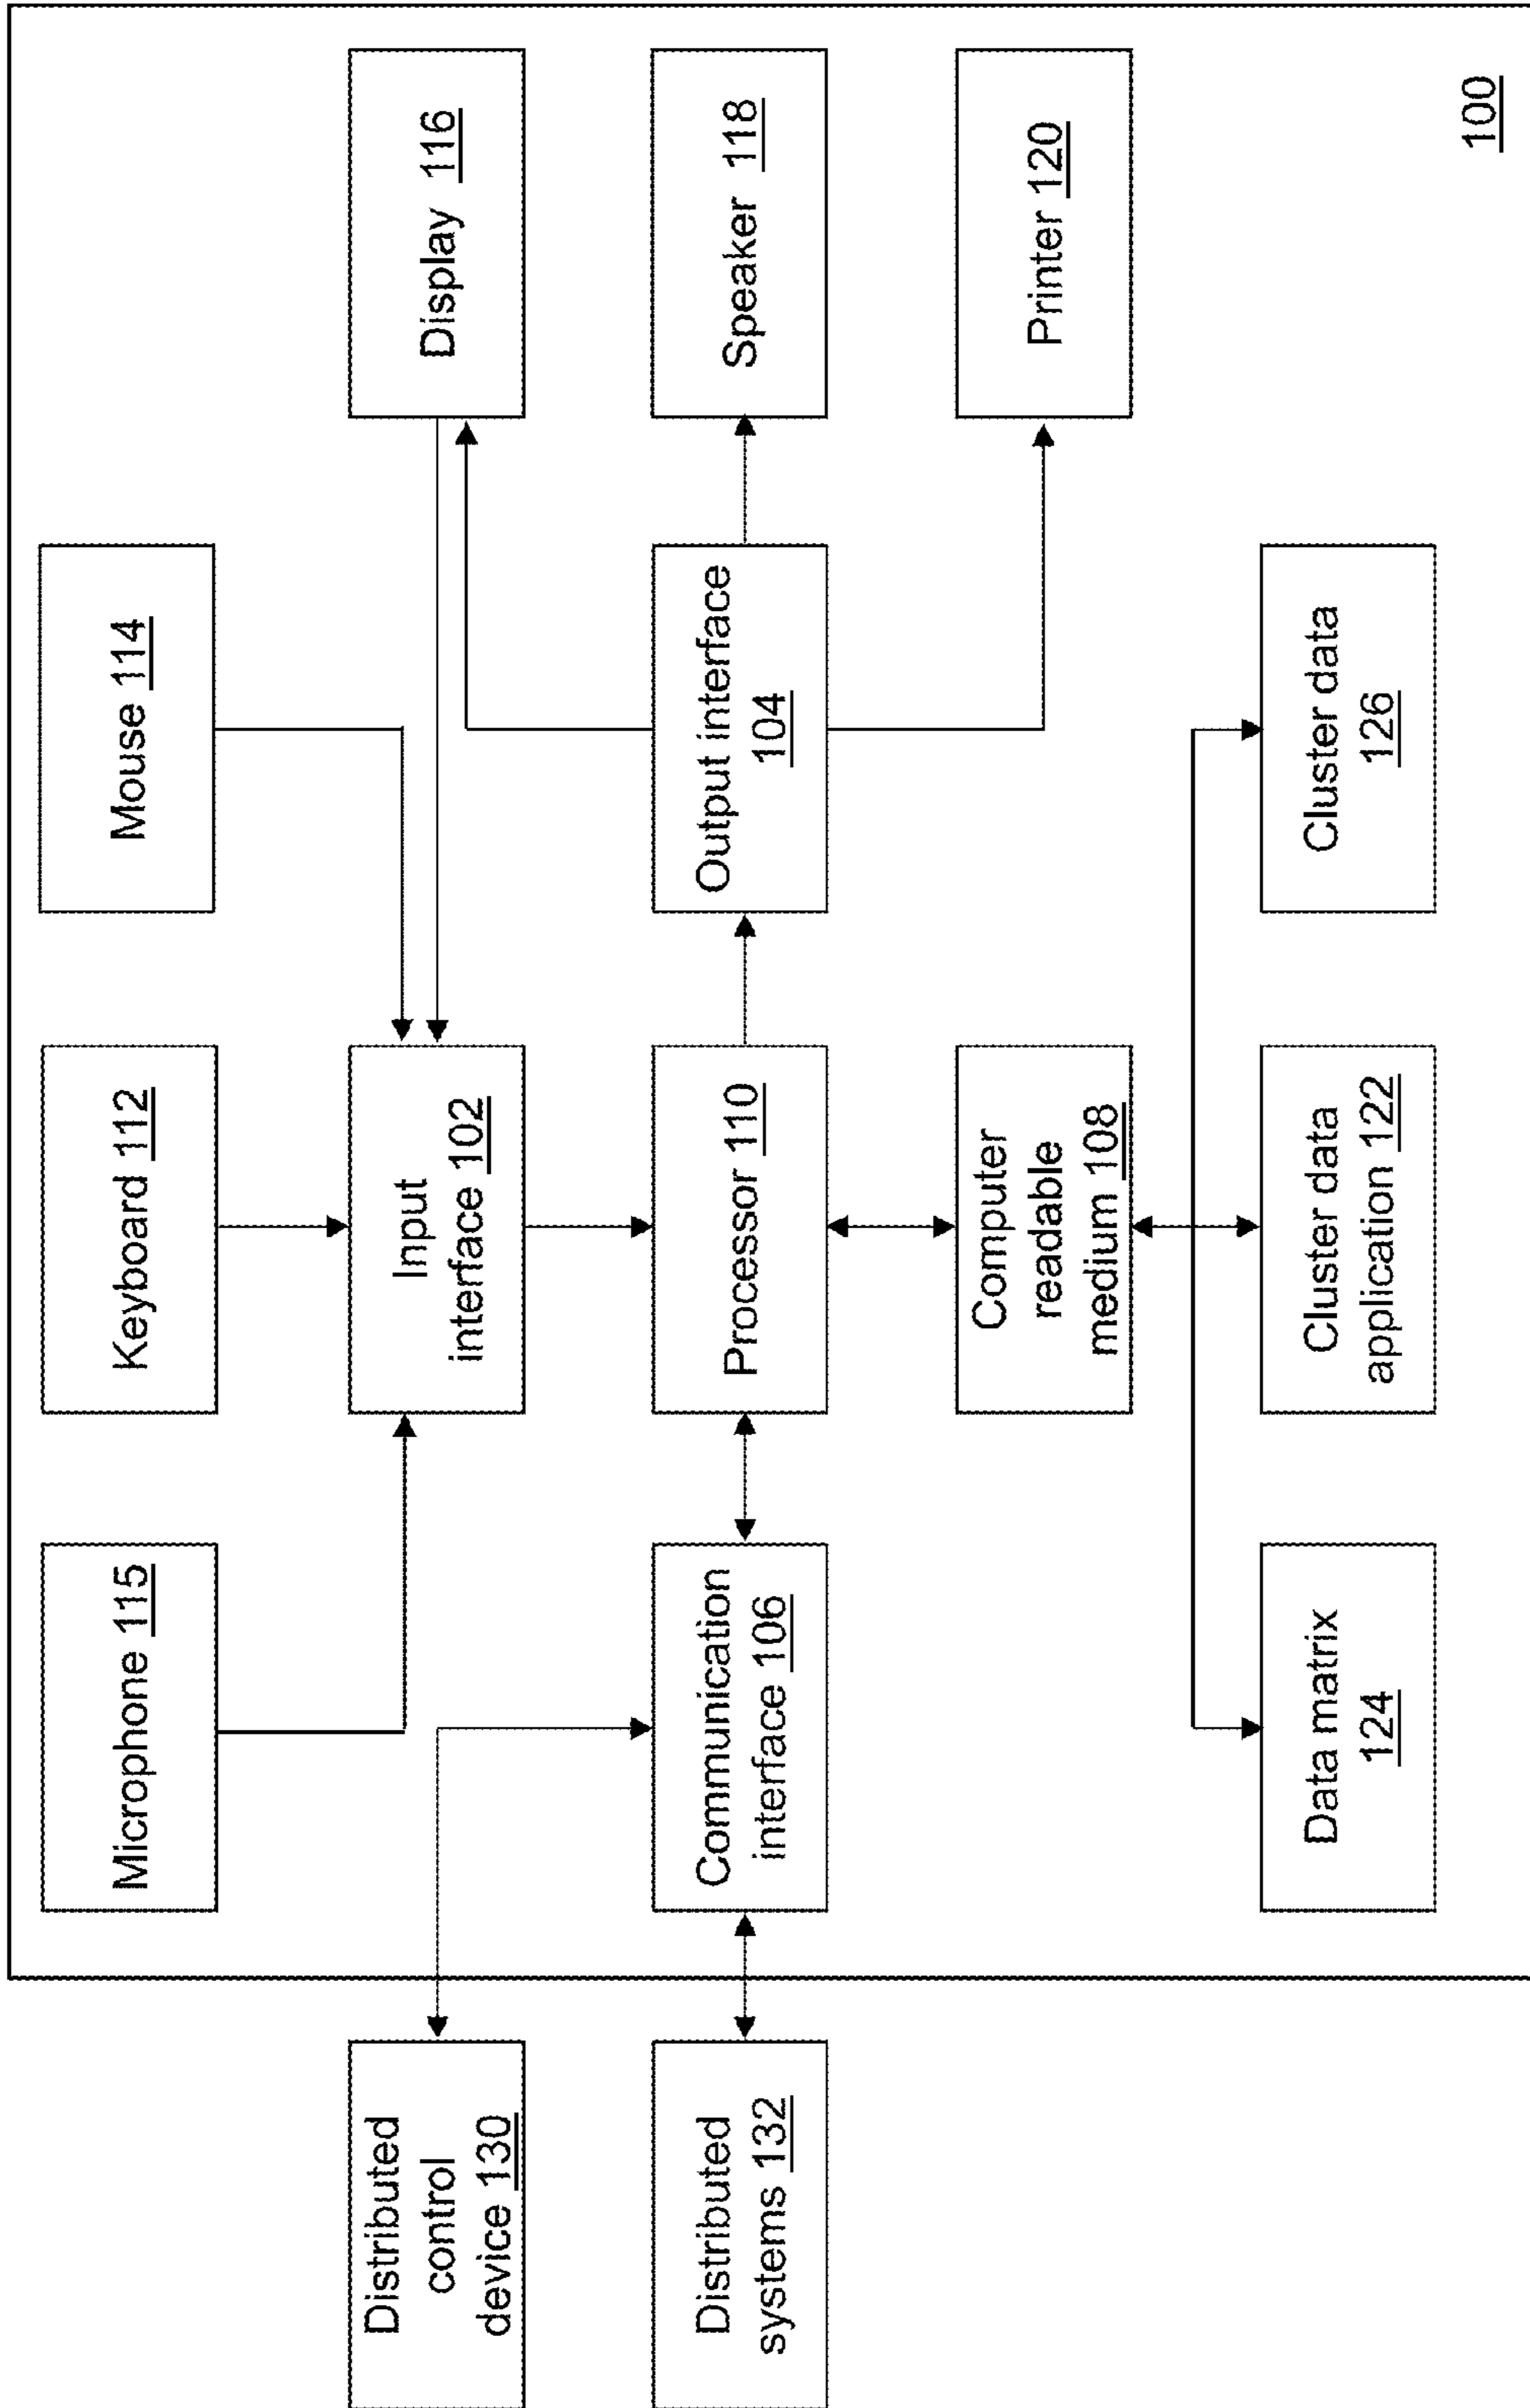 Microphone 115
Keyboard 112
Mouse 114
Distributed
control
device 130
Input
interface 102
Display 116
Distributed
systems 132
Communication
interface 106
Processor 110
Output interface
104
Speaker 118
Computer
readable
medium 108
Printer 120
Data matrix
124
Cluster data
application 122
Cluster data
126
100